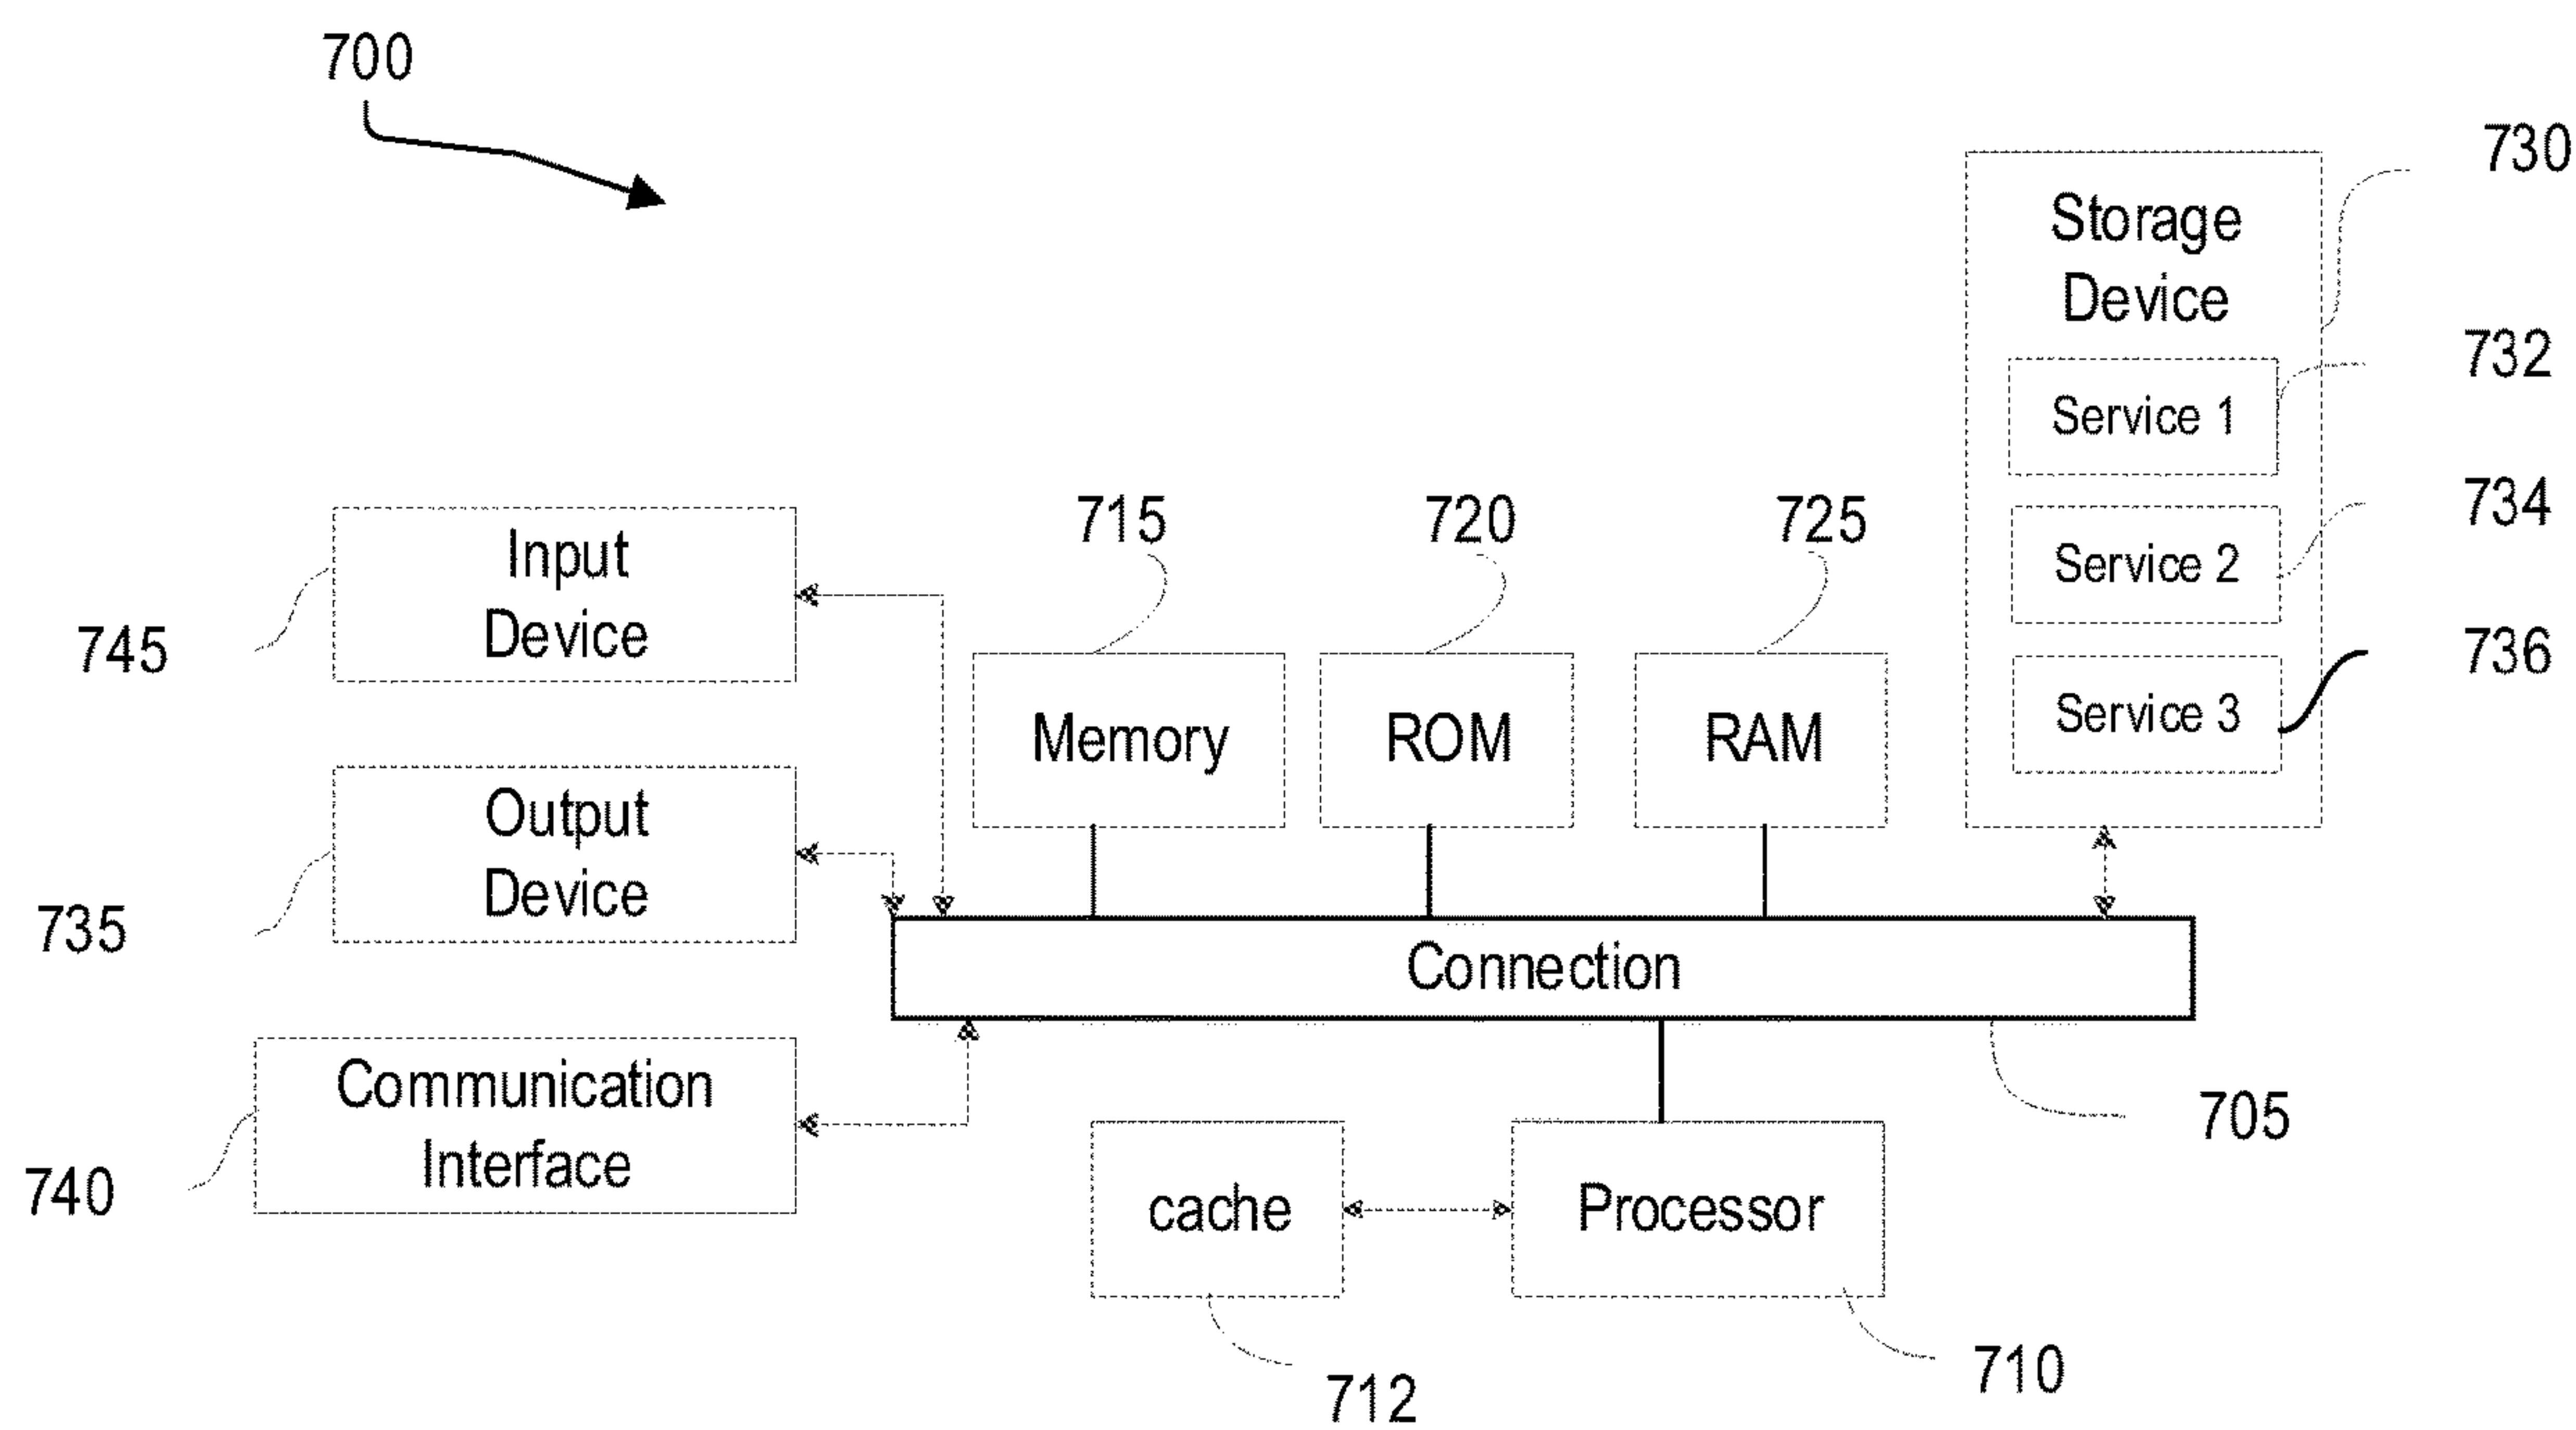 700
730
Storage
Device
732
Service 1
734
Service 2
736
Service 3
715
720
725
Input
Device
745
Memory
ROM
RAM
Output
Device
735
Connection
Communication
Interface
740
705
cache
Processor
710
712